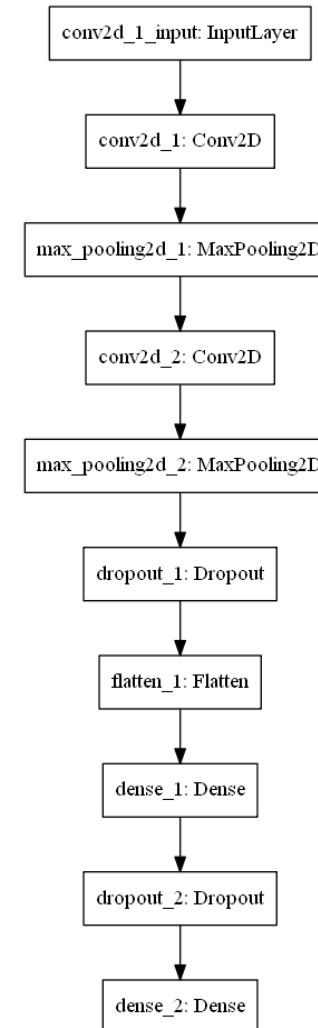 conv2d_1_input: InputLayer
conv2d_1: Conv2D
max_pooling2d_1: MaxPooling2D
conv2d_2: Conv2D
max_pooling2d_2: MaxPooling2D
dropout_1: Dropout
flatten_1: Flatten
dense_1: Dense
dropout_2: Dropout
dense_2: Dense